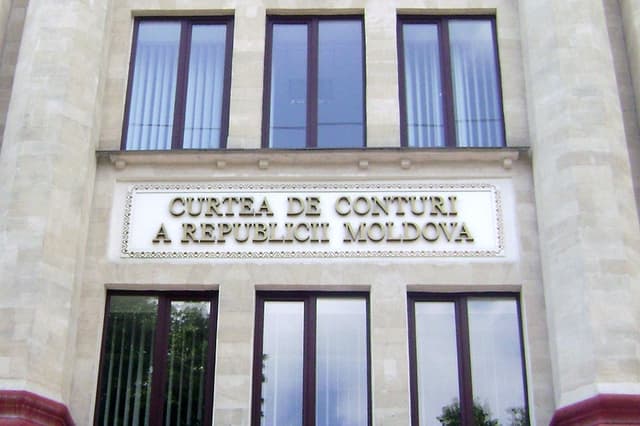 CURTEA DE CONTURI
A REPUBLICII MOLDOVA